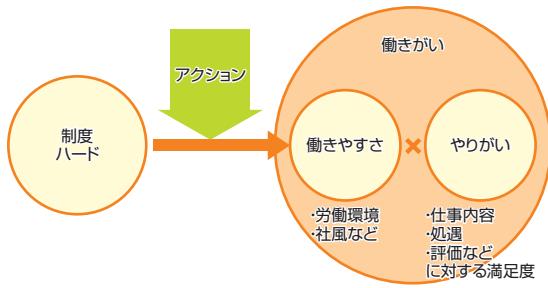 働きがい
アクション
制度
ハード
働きやすさ
×
やりがい
・労働環境
・社風など
・仕事内容
・処遇
・評価など
に対する満足度